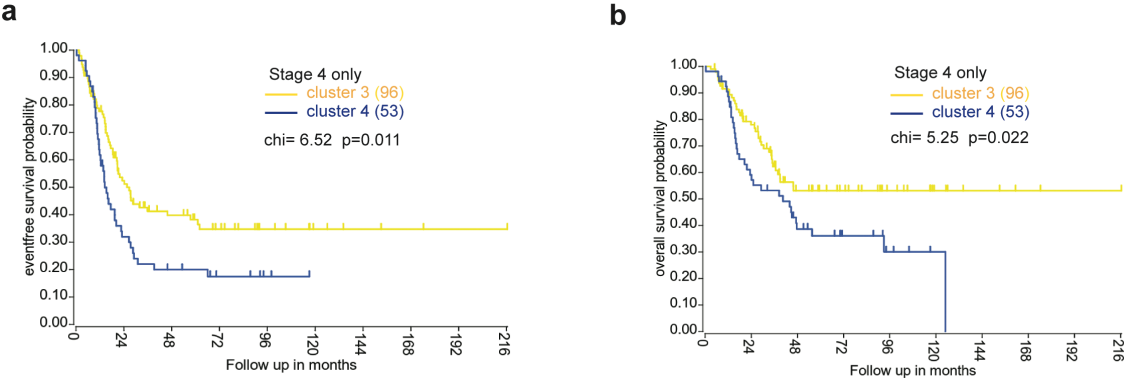 a
eventfree survival probability
1.00
0.90
0.80
0.70
0.60
0.50
0.40
0.30
0.20
0.10
0.00
Stage 4 only
cluster 3 (96)
cluster 4 (53)
chi= 6.52 p=0.011
0 24 48 72 96 120 144 168 192 216
Follow up in months
b
overall survival probability
1.00
0.90
0.80
0.70
0.60
0.50
0.40
0.30
0.20
0.10
0.00
Stage 4 only
cluster 3 (96)
cluster 4 (53)
chi= 5.25 p=0.022
0 24 48 72 96 120 144 168 192 216
Follow up in months